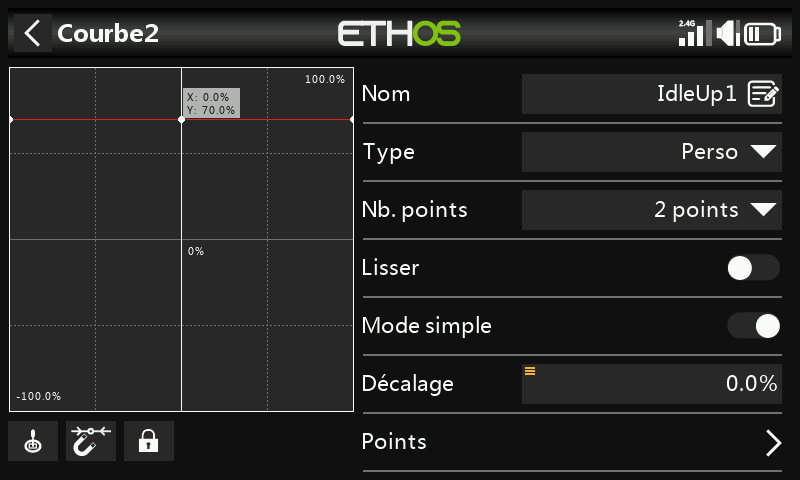 Courbe2
ETHOS
2.4G
100.0%
X: 0.0%
Y: 70.0%
0%
-100.0%
Nom
IdleUp1
Type
Perso
Nb. points
2 points
Lisser
Mode simple
Décalage
0.0%
Points